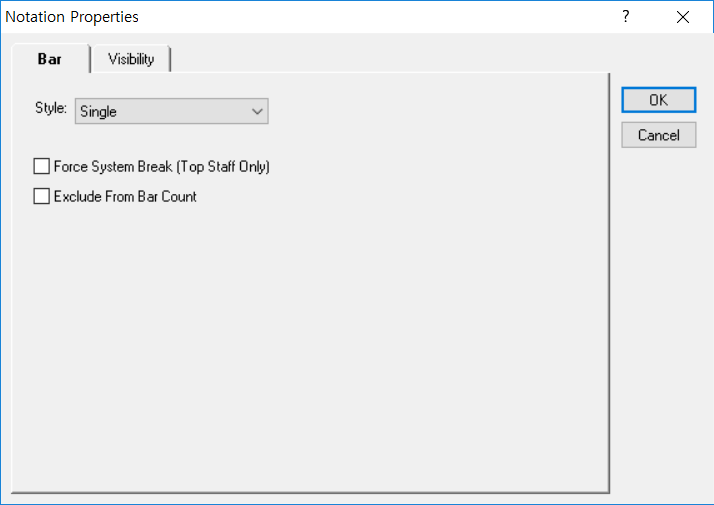 Notation Properties ?
Bar Visibility
Style: Single
OK
Cancel
Force System Break (Top Staff Only)
Exclude From Bar Count